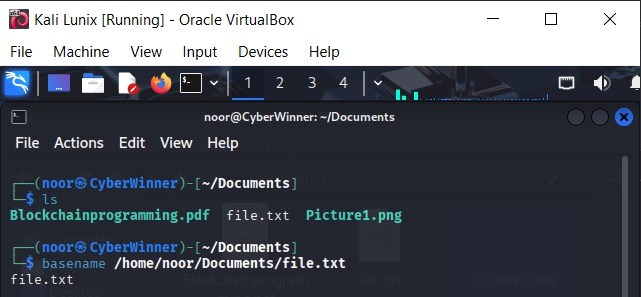 Kali Lunix [Running] - Oracle VirtualBox
File Machine View Input Devices Help
1 2 3 4
noor@CyberWinner: ~/Documents
File Actions Edit View Help
┌──(noor㉿CyberWinner)-[~/Documents]
└─$ ls
Blockchainprogramming.pdf file.txt Picture1.png
┌──(noor㉿CyberWinner)-[~/Documents]
└─$ basename /home/noor/Documents/file.txt
file.txt